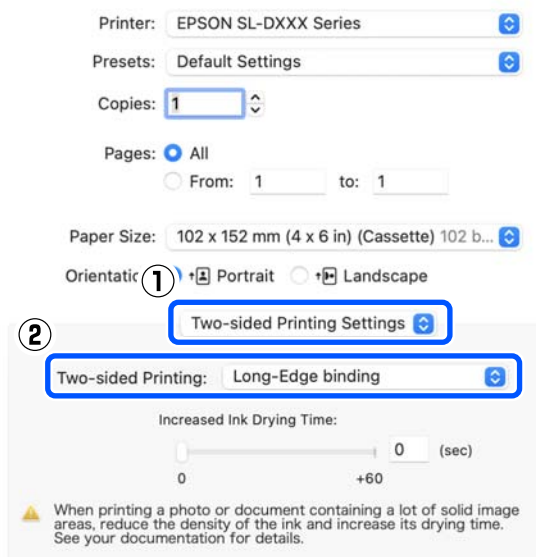 Printer: EPSON SL-DXXX Series
Presets: Default Settings
Copies: 1
Pages: All
From: 1 to: 1
Paper Size: 102 x 152 mm (4 x 6 in) (Cassette) 102 b...
Orientatic Portrait Landscape
1
Two-sided Printing Settings
2
Two-sided Printing: Long-Edge binding
Increased Ink Drying Time:
0 (sec)
0 +60
When printing a photo or document containing a lot of solid image
areas, reduce the density of the ink and increase its drying time.
See your documentation for details.